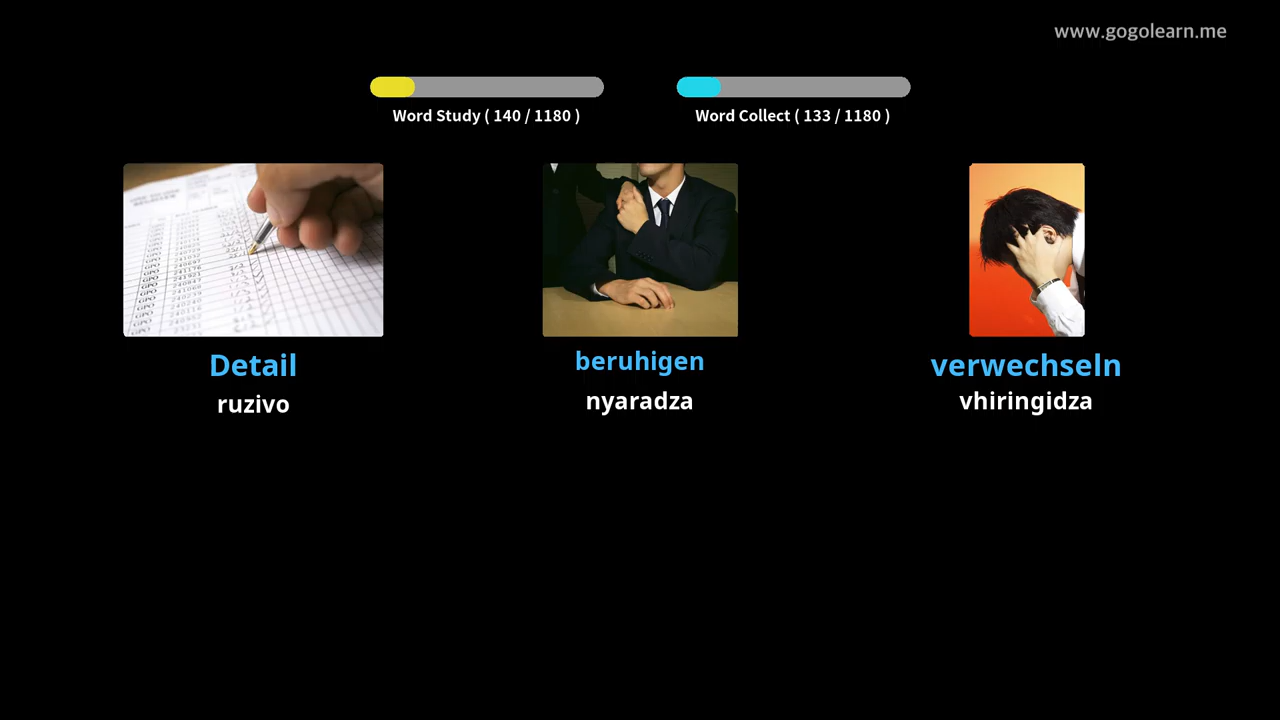 www.gogolearn.me
Word Study ( 140 / 1180 )
Word Collect ( 133 / 1180 )
Detail
ruzivo
beruhigen
nyaradza
verwechseln
vhiringidza